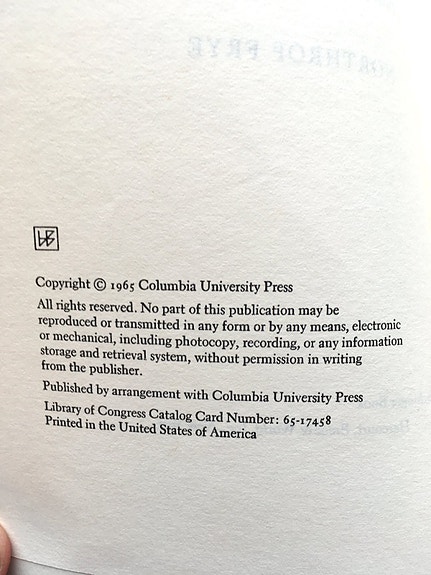 NORTHROP FRYE
HB
Copyright © 1965 Columbia University Press
All rights reserved. No part of this publication may be
reproduced or transmitted in any form or by any means, electronic
or mechanical, including photocopy, recording, or any information
storage and retrieval system, without permission in writing
from the publisher.
Published by arrangement with Columbia University Press
Library of Congress Catalog Card Number: 65-17458
Printed in the United States of America